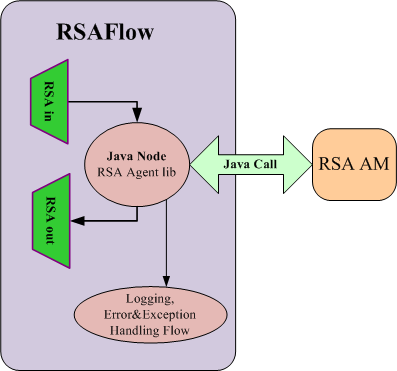 RSAFlow
RSA in
Java Node
RSA Agent lib
Java Call
RSA AM
RSA out
Logging,
Error&Exception
Handling Flow